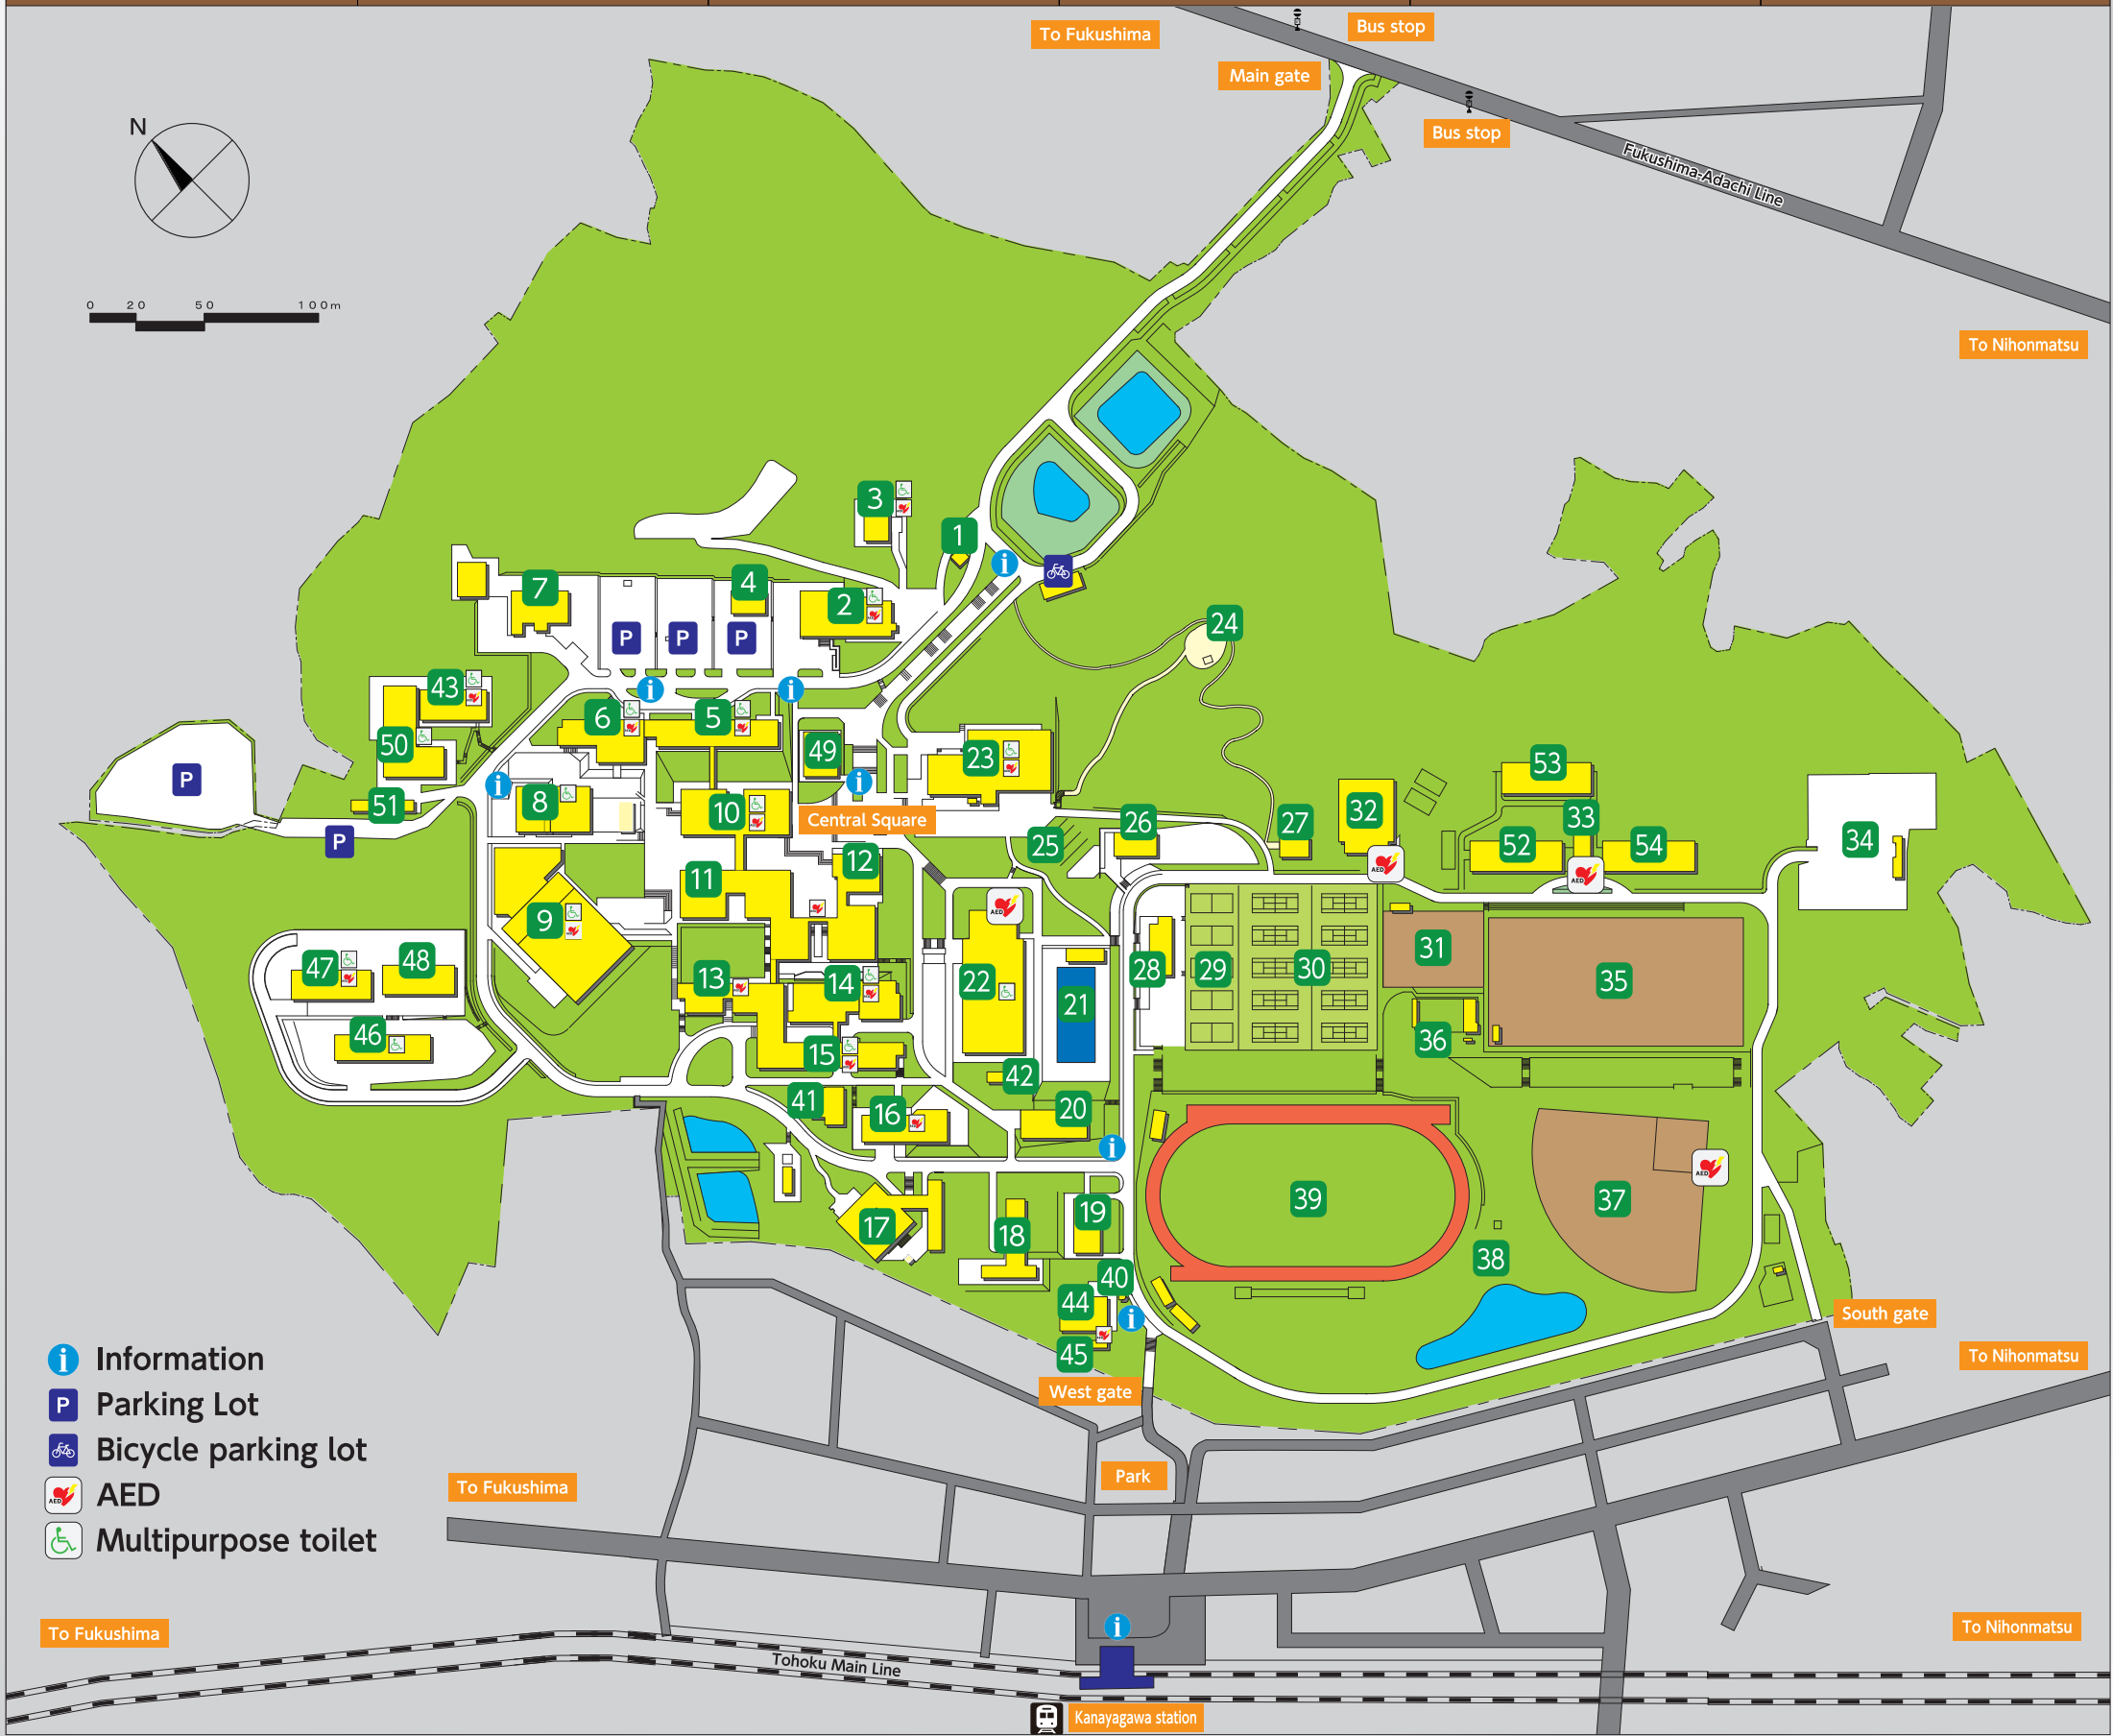 To Fukushima
Bus stop
Main gate
Bus stop
Fukushima-Adachi Line
N
0 20 50 100m
To Nihonmatsu
3
1
7
4
2
P
P
P
24
43
6
5
50
49
23
53
P
51
8
10
Central Square
26
27
32
33
25
52
54
34
P
12
11
9
AED
AED
AED
47
48
13
14
22
28
29
30
31
35
21
46
15
36
42
41
16
20
AED
39
37
17
18
19
38
40
44
45
South gate
West gate
To Nihonmatsu
Information
P Parking Lot
Bicycle parking lot
AED AED
Multipurpose toilet
To Fukushima
Park
To Fukushima
To Nihonmatsu
Tohoku Main Line
Kanayagawa station